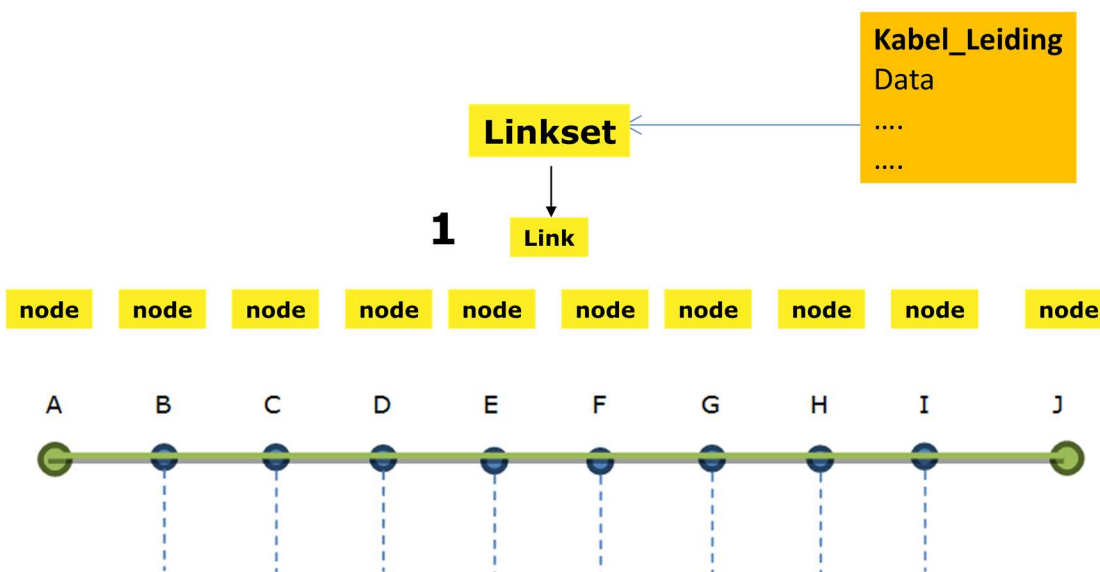 Kabel_Leiding
Data
....
....
Linkset
1
Link
node node node node node node node node node node
A B C D E F G H I J